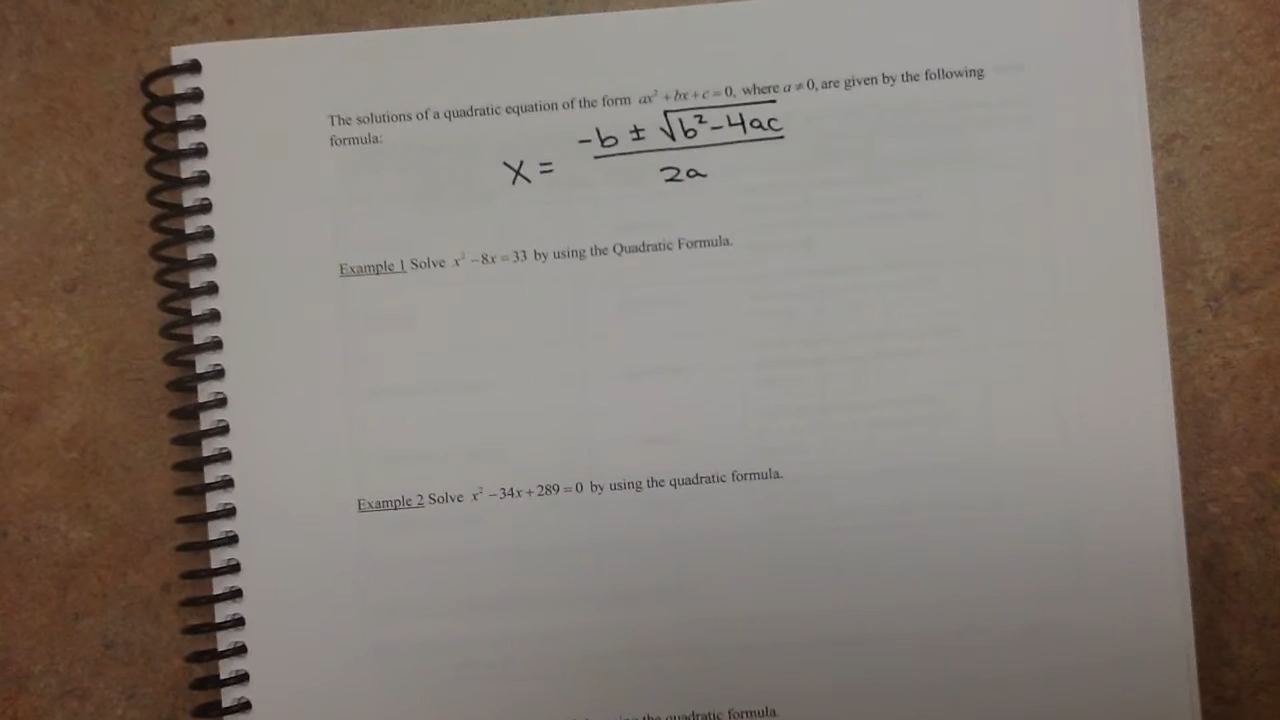 The solutions of a quadratic equation of the form ax² + bx + c = 0, where a ≠ 0, are given by the following
formula:
x = \frac{-b ± \sqrt{b² - 4ac}}{2a}
Example 1 Solve x² - 8x = 33 by using the Quadratic Formula.
Example 2 Solve x² - 34x + 289 = 0 by using the quadratic formula.
the quadratic formula.